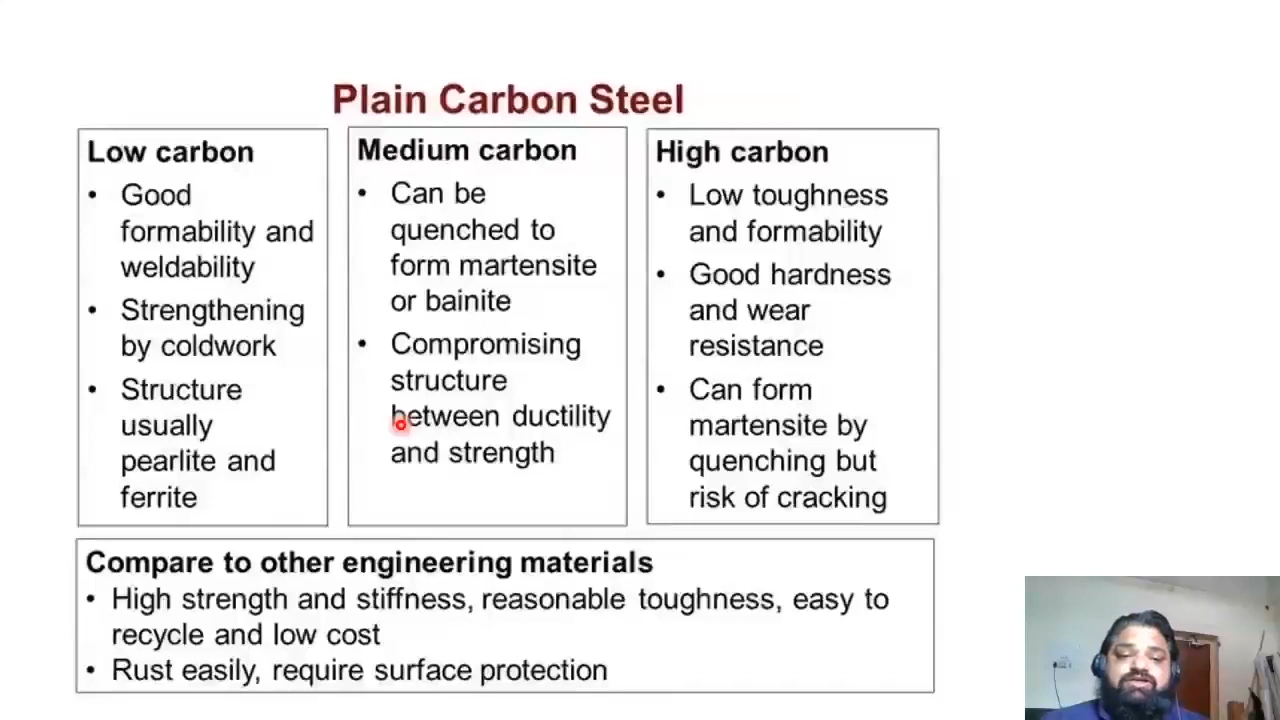 Plain Carbon Steel
Low carbon
• Good
formability and
weldability
• Strengthening
by coldwork
• Structure
usually
pearlite and
ferrite
Medium carbon
• Can be
quenched to
form martensite
or bainite
• Compromising
structure
between ductility
and strength
High carbon
• Low toughness
and formability
• Good hardness
and wear
resistance
• Can form
martensite by
quenching but
risk of cracking
Compare to other engineering materials
• High strength and stiffness, reasonable toughness, easy to
recycle and low cost
• Rust easily, require surface protection